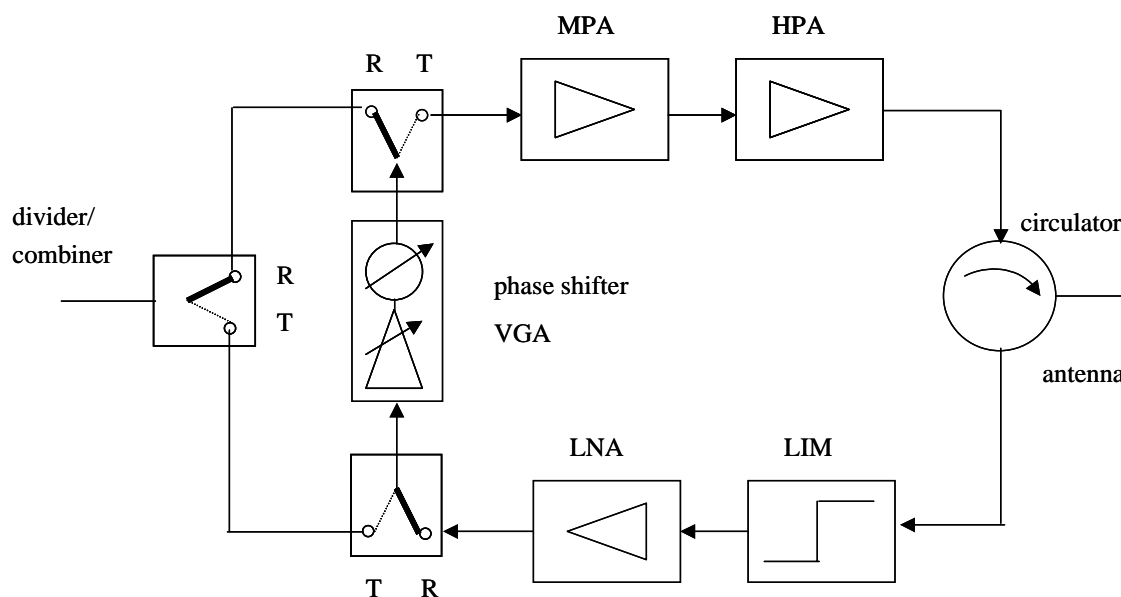 MPA
HPA
R T
divider/
combiner
R
T
phase shifter
VGA
circulator
antenna
LNA
LIM
T R